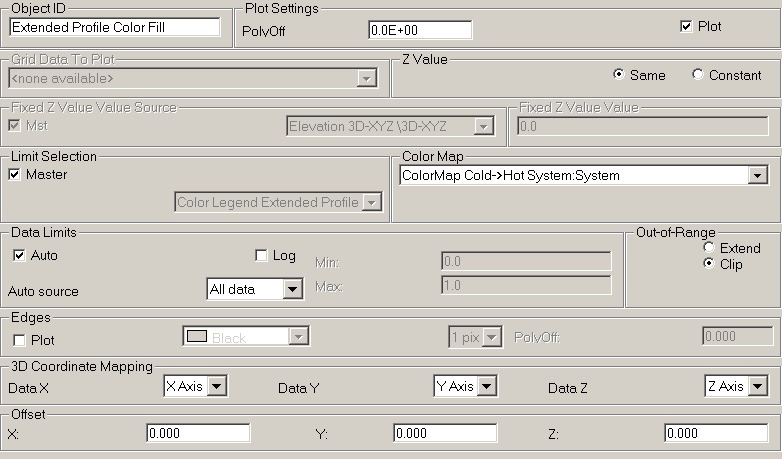 Object ID
Extended Profile Color Fill
Plot Settings
PolyOff 0.0E+00 Plot
Grid Data To Plot
<none available>
Z Value
Same Constant
Fixed Z Value Value Source
Mst Elevation 3D-XYZ \3D-XYZ
Fixed Z Value Value
0.0
Limit Selection
Master
Color Legend Extended Profile
Color Map
ColorMap Cold->Hot System:System
Data Limits
Auto Log Min: 0.0
Auto source All data Max: 1.0
Out-of-Range
Extend
Clip
Edges
Plot Black 1 pix PolyOff: 0.000
3D Coordinate Mapping
Data X X Axis Data Y Y Axis Data Z Z Axis
Offset
X: 0.000 Y: 0.000 Z: 0.000